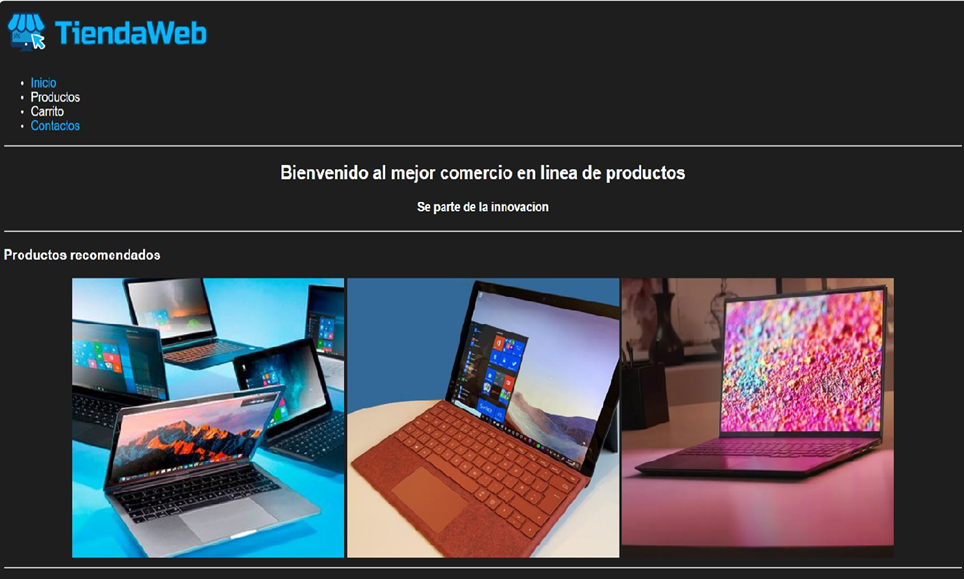 TiendaWeb
Inicio
Productos
Carrito
Contactos
Bienvenido al mejor comercio en linea de productos
Se parte de la innovacion
Productos recomendados